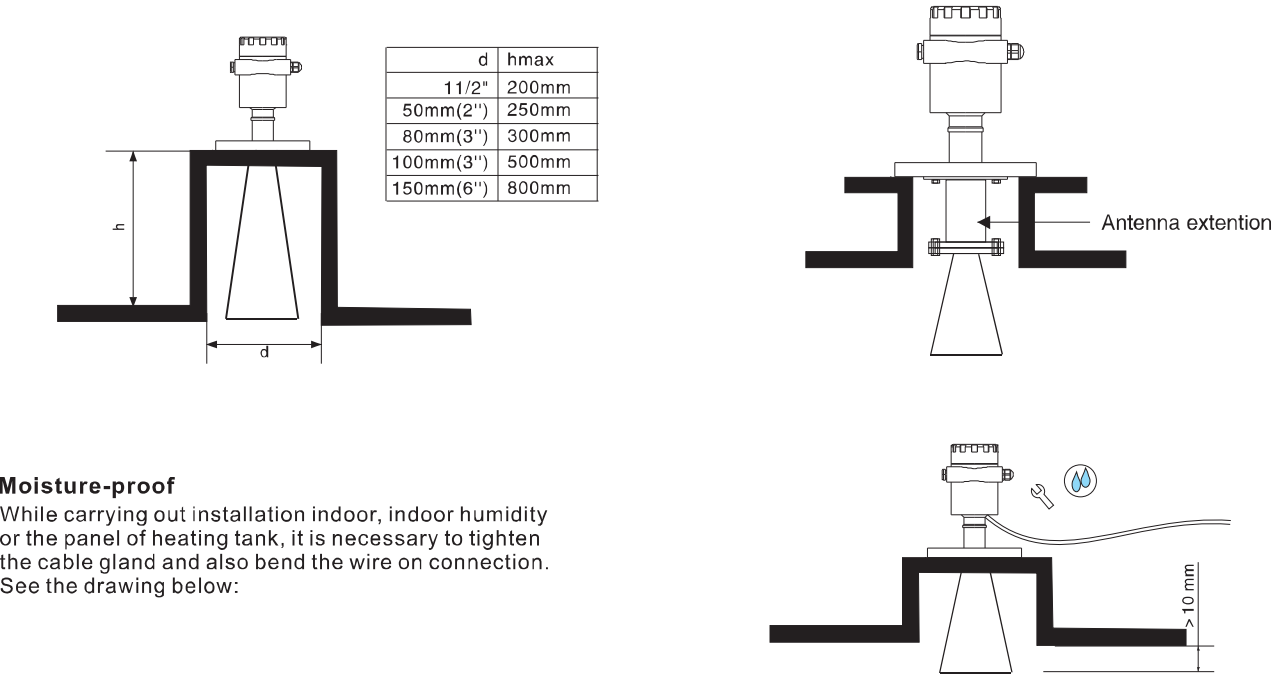 d hmax
11/2" 200mm
50mm(2'') 250mm
80mm(3'') 300mm
100mm(3'') 500mm
150mm(6'') 800mm
h
d
Antenna extention
Moisture-proof
While carrying out installation indoor, indoor humidity
or the panel of heating tank, it is necessary to tighten
the cable gland and also bend the wire on connection.
See the drawing below:
> 10 mm